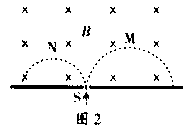 × × × ×
B
M
N
× × × ×
× × × ×
S
图 2